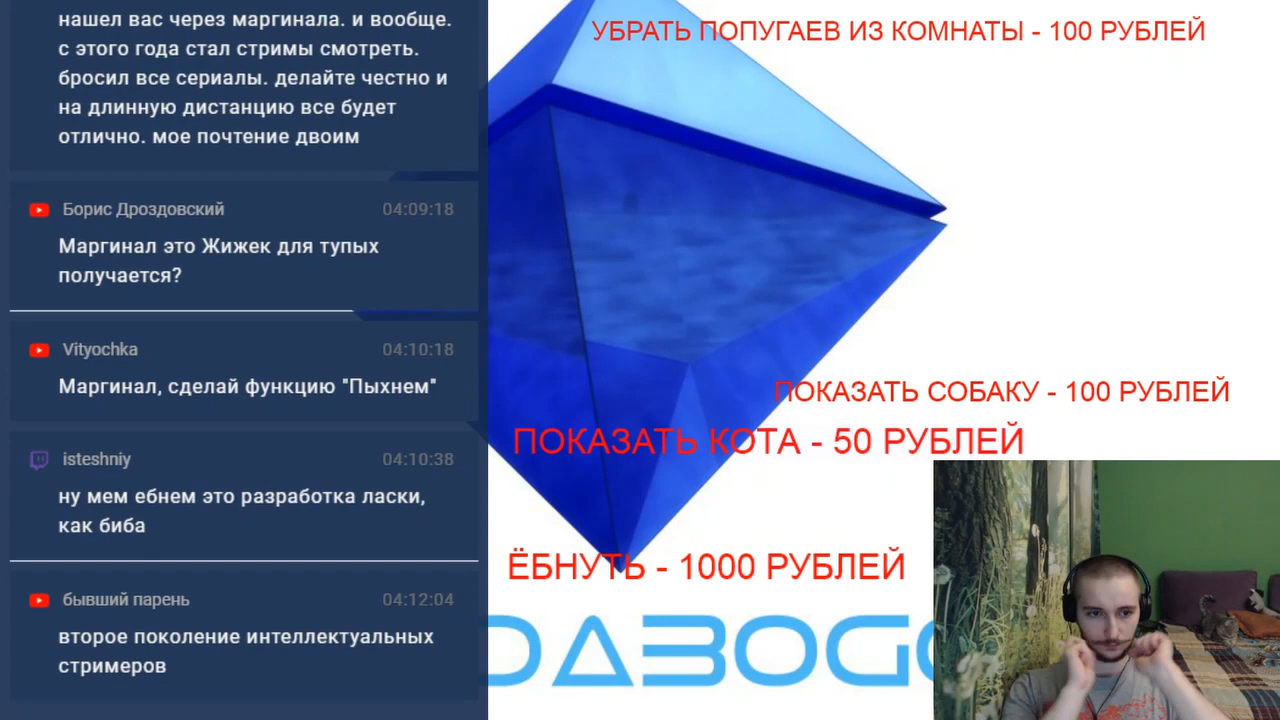 нашел вас через маргинала. и вообще.
с этого года стал стримы смотреть.
бросил все сериалы. делайте честно и
на длинную дистанцию все будет
отлично. мое почтение двоим
Борис Дроздовский 04:09:18
Маргинал это Жижек для тупых
получается?
Vityochka 04:10:18
Маргинал, сделай функцию "Пыхнем"
isteshniy 04:10:38
ну мем ебнем это разработка ласки,
как биба
бывший парень 04:12:04
второе поколение интеллектуальных
стримеров
УБРАТЬ ПОПУГАЕВ ИЗ КОМНАТЫ - 100 РУБЛЕЙ
ПОКАЗАТЬ СОБАКУ - 100 РУБЛЕЙ
ПОКАЗАТЬ КОТА - 50 РУБЛЕЙ
ЁБНУТЬ - 1000 РУБЛЕЙ